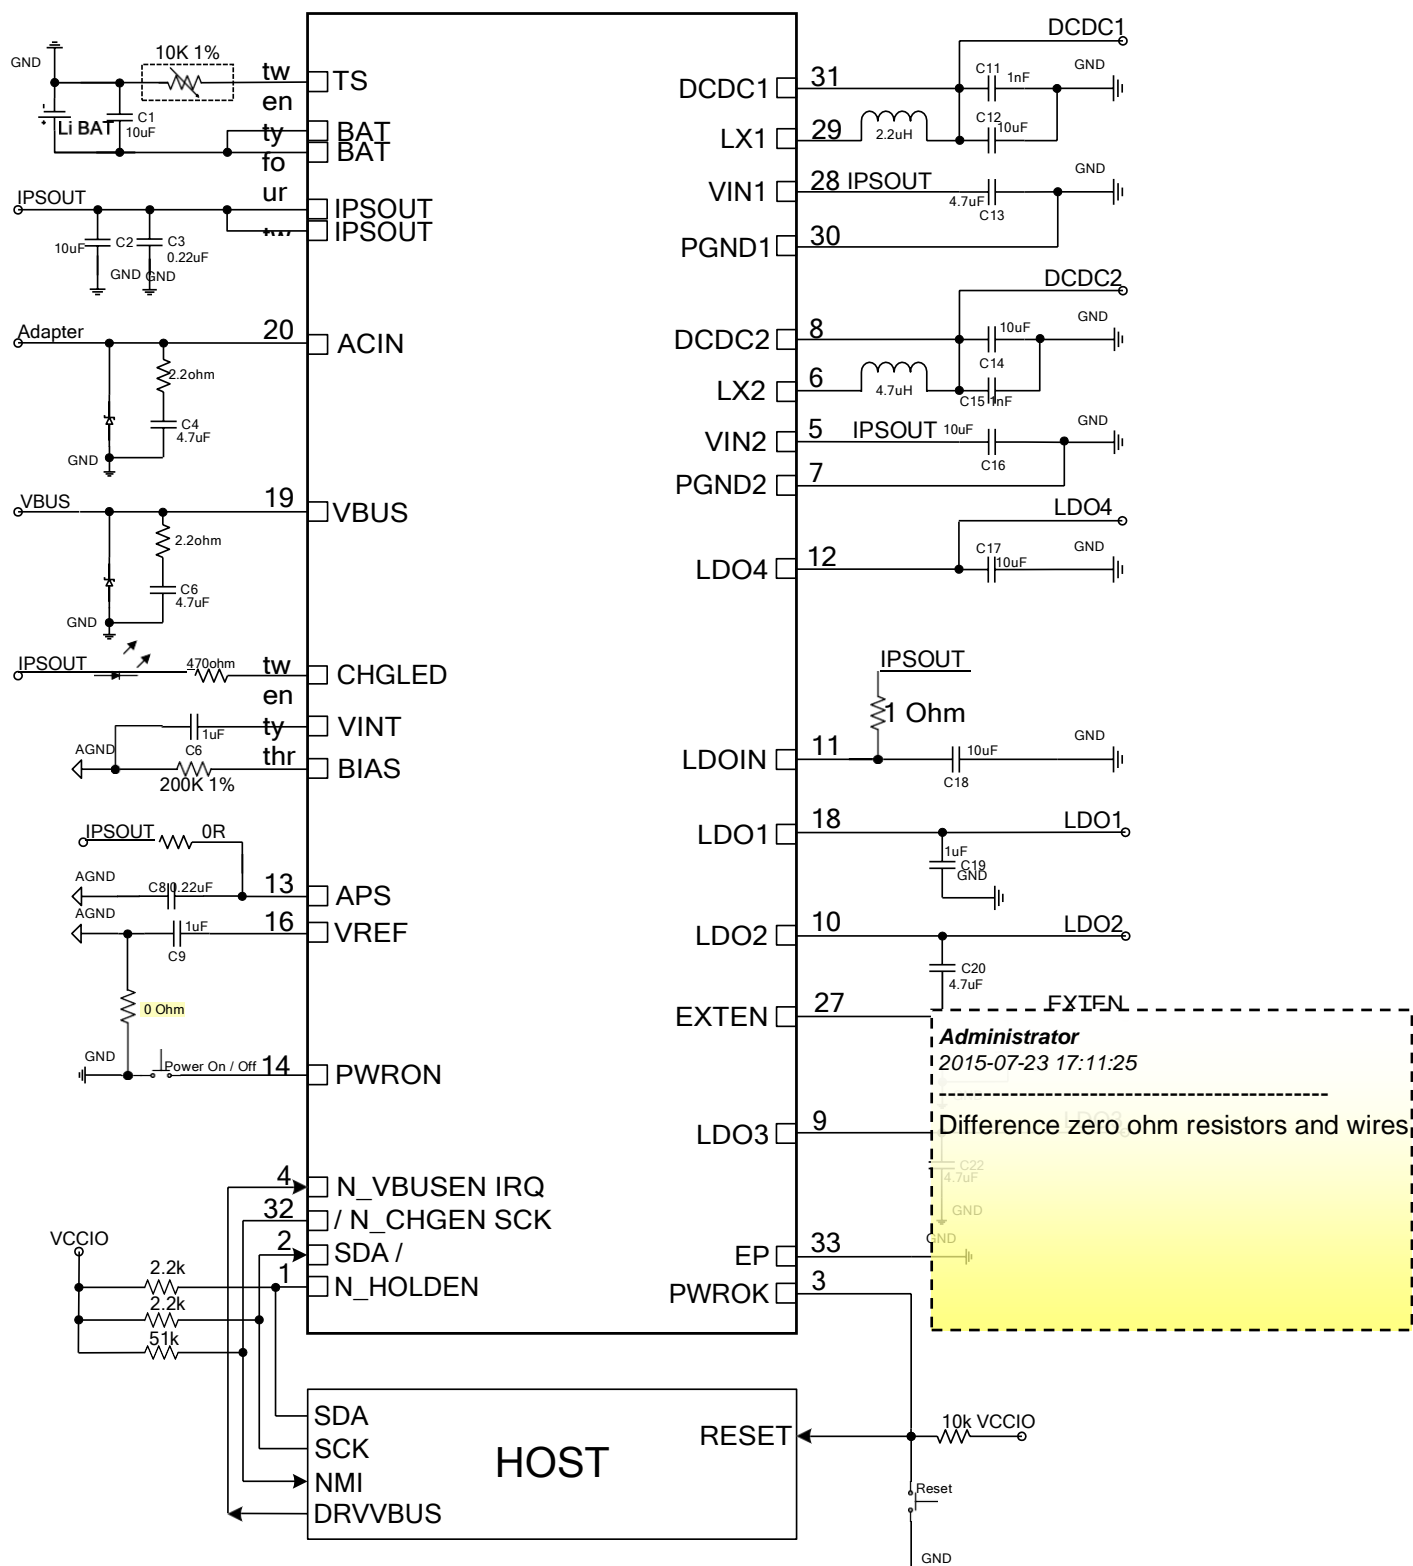 DCDC1
GND
10K 1%
tw
en
ty
fo
ur
TS
BAT
BAT
Li BAT
C1
10uF
IPSOUT
IPSOUT
IPSOUT
10uF
C2
C3
0.22uF
GND
GND
Adapter
20
ACIN
2.2ohm
C4
4.7uF
GND
VBUS
19
VBUS
2.2ohm
C6
4.7uF
GND
IPSOUT
470ohm
tw
en
ty
thr
CHGLED
VINT
1uF
C6
AGND
BIAS
200K 1%
IPSOUT
0R
AGND
C8 0.22uF
13
APS
AGND
16
VREF
1uF
C9
0 Ohm
GND
Power On / Off
14
PWRON
4
N_VBUSEN IRQ
32
/ N_CHGEN SCK
2
SDA /
1
N_HOLDEN
VCCIO
2.2k
2.2k
51k
DCDC1
31
C11
1nF
GND
LX1
29
2.2uH
C12
10uF
VIN1
28
IPSOUT
4.7uF
C13
GND
PGND1
30
DCDC2
DCDC2
8
10uF
C14
GND
LX2
6
4.7uH
C15
1nF
VIN2
5
IPSOUT
10uF
C16
GND
PGND2
7
LDO4
LDO4
12
C17
10uF
GND
IPSOUT
1 Ohm
LDOIN
11
10uF
C18
GND
LDO1
18
LDO1
1uF
C19
GND
LDO2
10
LDO2
C20
4.7uF
EXTEN
27
EXTEN
Administrator
2015-07-23 17:11:25
------------------------------------------
Difference zero ohm resistors and wires
LDO3
9
LDO3
C22
4.7uF
GND
GND
EP
33
PWROK
3
SDA
SCK
NMI
DRVVBUS
HOST
RESET
10k VCCIO
Reset
GND